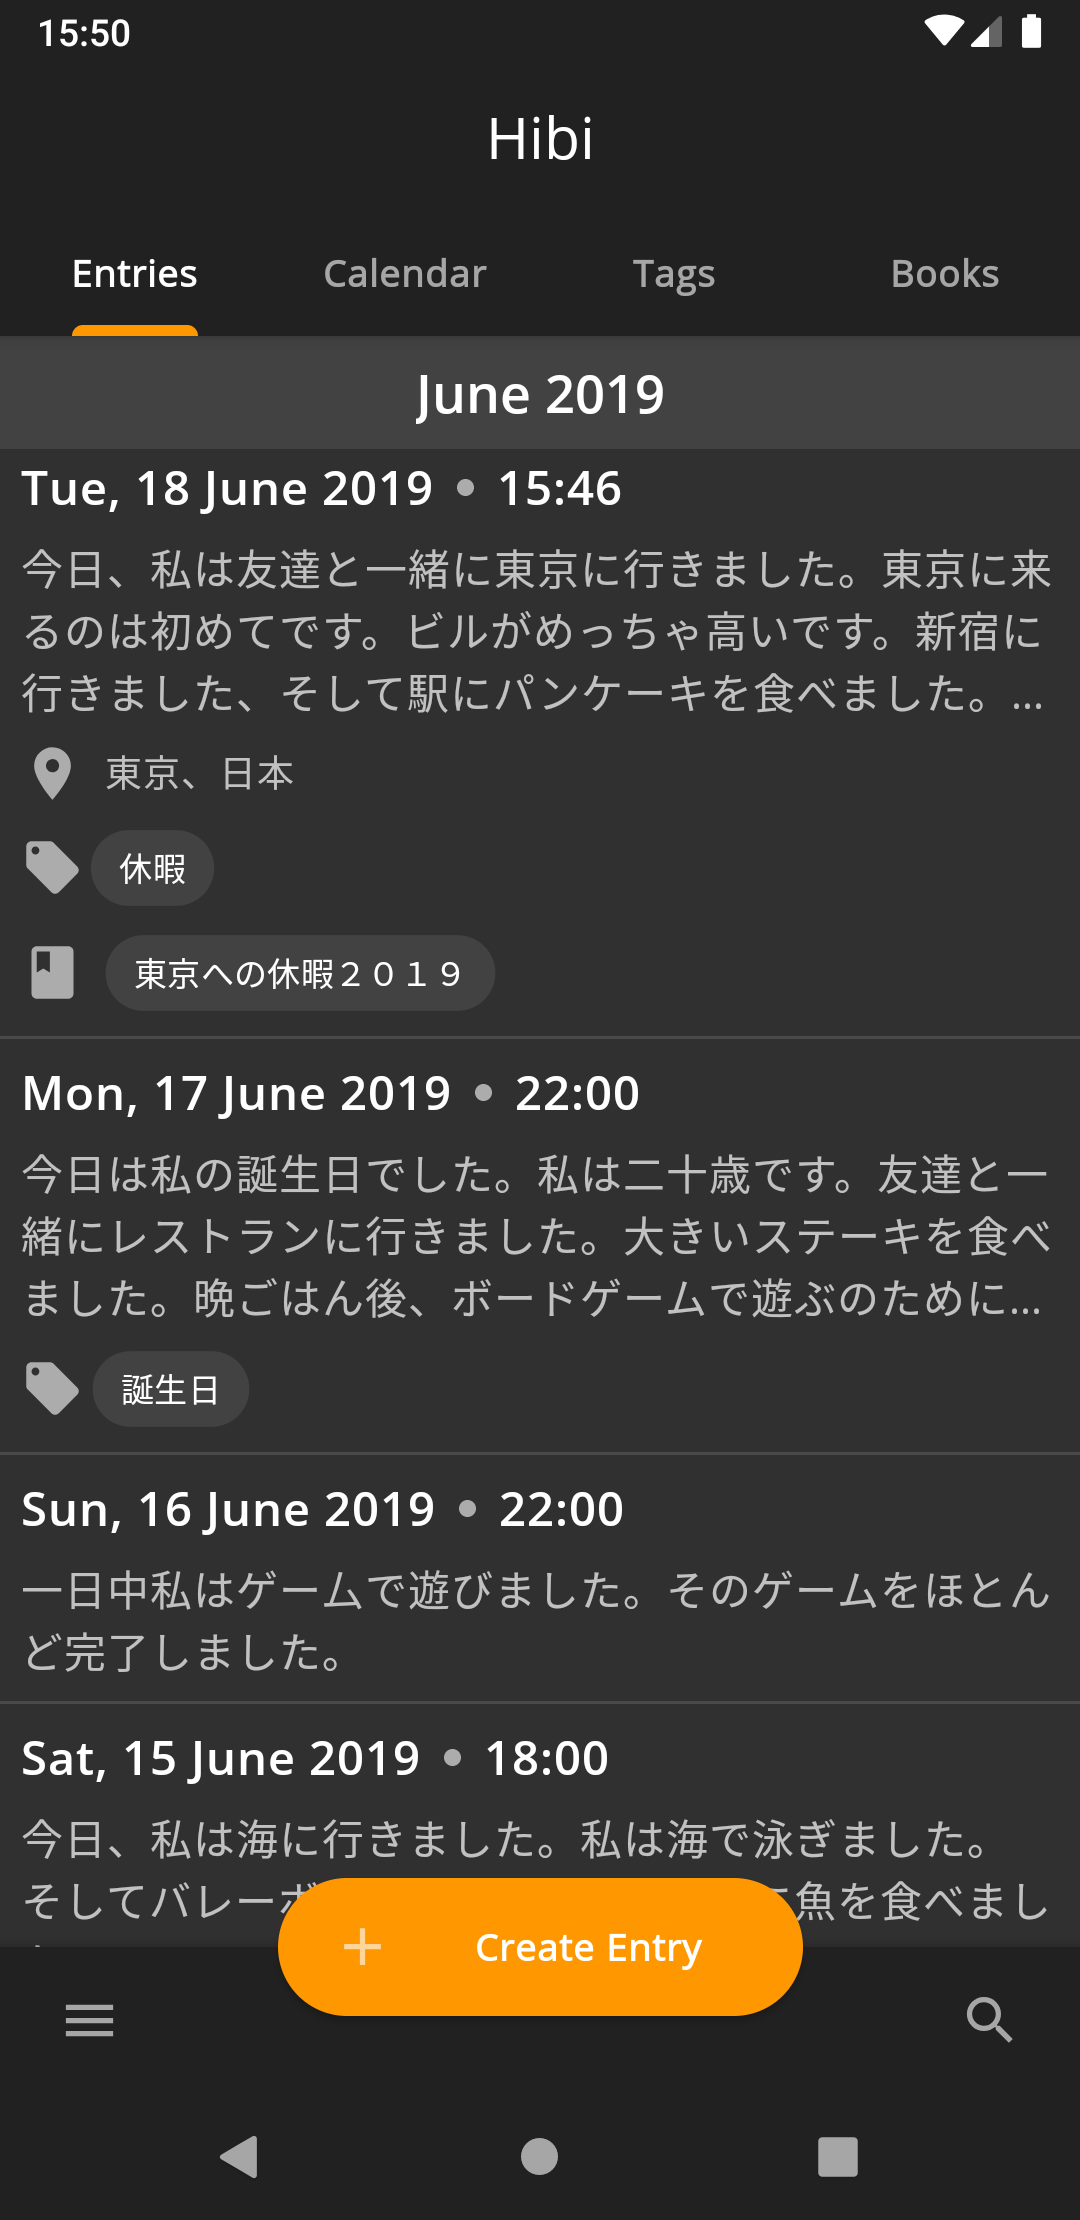 15:50
Hibi
Entries Calendar Tags Books
June 2019
Tue, 18 June 2019 • 15:46
今日、私は友達と一緒に東京に行きました。東京に来
るのは初めてです。ビルがめっちゃ高いです。新宿に
行きました、そして駅にパンケーキを食べました。...
東京、日本
休暇
東京への休暇２０１９
Mon, 17 June 2019 • 22:00
今日は私の誕生日でした。私は二十歳です。友達と一
緒にレストランに行きました。大きいステーキを食べ
ました。晩ごはん後、ボードゲームで遊ぶのために...
誕生日
Sun, 16 June 2019 • 22:00
一日中私はゲームで遊びました。そのゲームをほとん
ど完了しました。
Sat, 15 June 2019 • 18:00
今日、私は海に行きました。私は海で泳ぎました。
そしてバレー 魚を食べまし
Create Entry